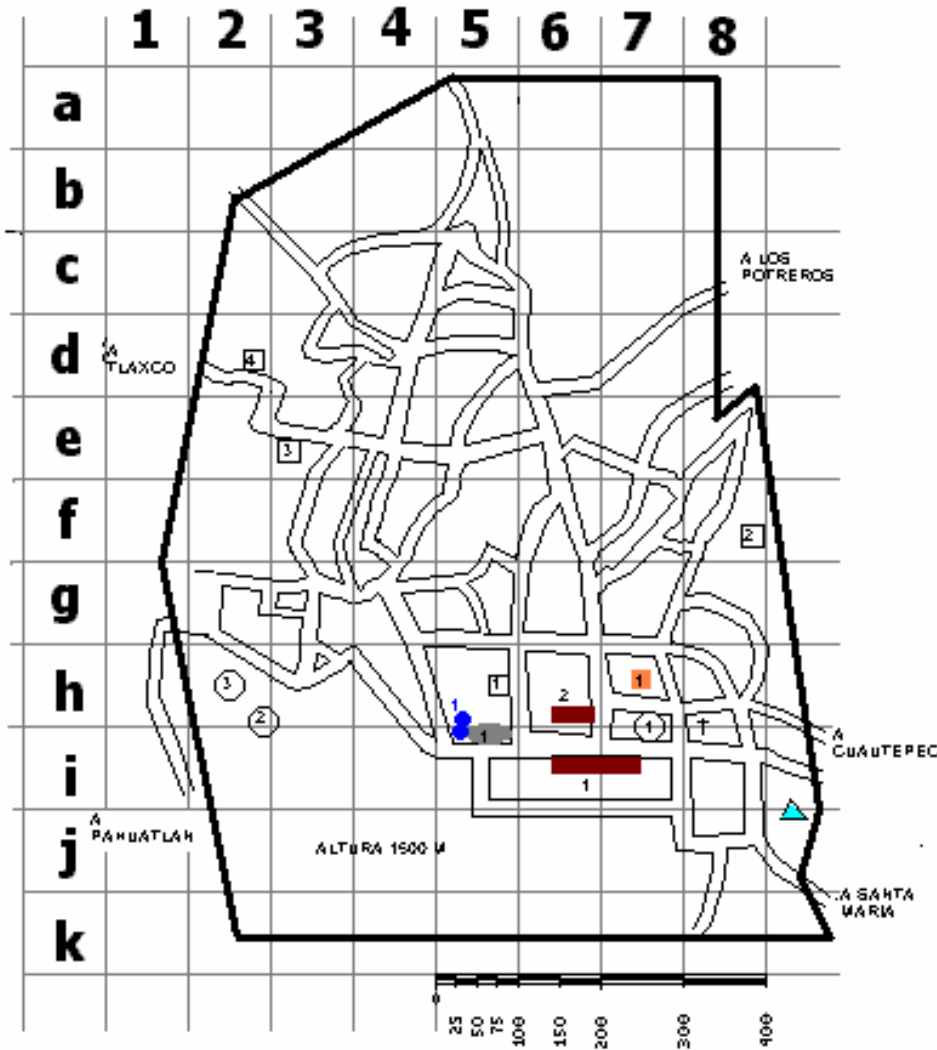 1 2 3 4 5 6 7 8
a
b
c
A LOS
POTREROS
d
A
TLAXCO
4
e
3
f
2
g
h
3
2
1
1
1
2
1
1
A
CUAUTEPEC
i
1
A
PAHUATLAN
j
ALTURA 1500 M
A SANTA
MARIA
k
0 25 50 75 100 150 200 300 400